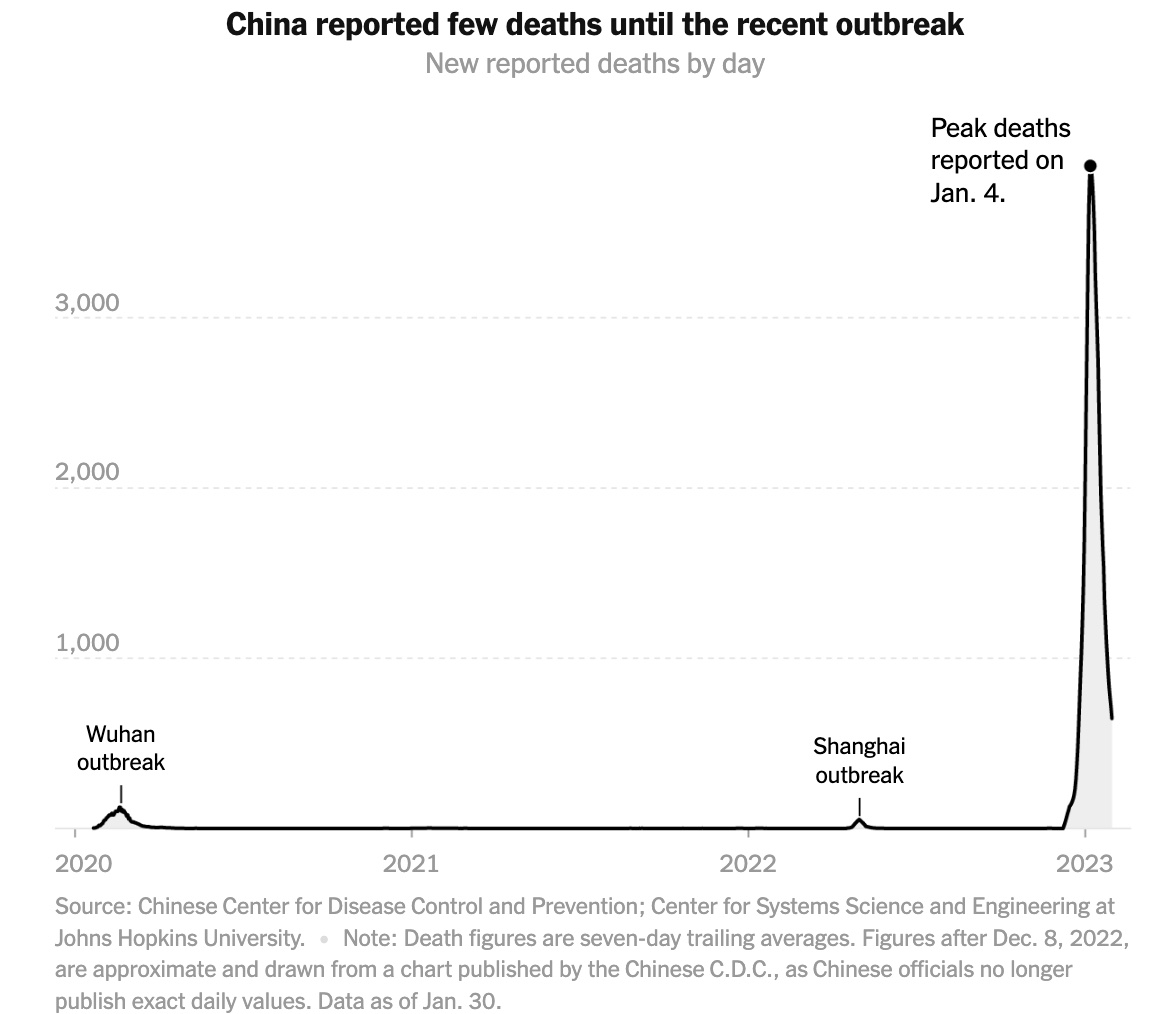 China reported few deaths until the recent outbreak
New reported deaths by day
Peak deaths
reported on
Jan. 4.
3,000
2,000
1,000
Wuhan
outbreak
Shanghai
outbreak
2020
2021
2022
2023
Source: Chinese Center for Disease Control and Prevention; Center for Systems Science and Engineering at
Johns Hopkins University. • Note: Death figures are seven-day trailing averages. Figures after Dec. 8, 2022,
are approximate and drawn from a chart published by the Chinese C.D.C., as Chinese officials no longer
publish exact daily values. Data as of Jan. 30.